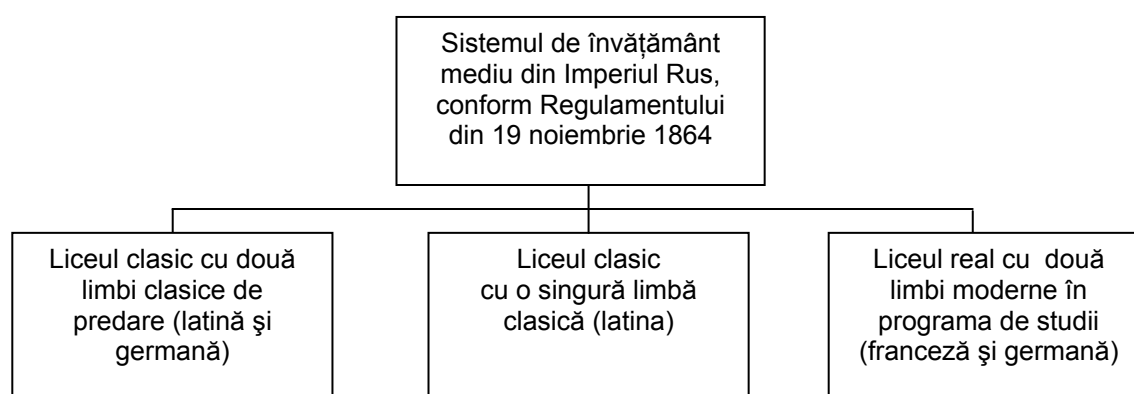 Sistemul de învățământ
mediu din Imperiul Rus,
conform Regulamentului
din 19 noiembrie 1864
Liceul clasic cu două
limbi clasice de
predare (latină şi
germană)
Liceul clasic
cu o singură limbă
clasică (latina)
Liceul real cu două
limbi moderne în
programa de studii
(franceză şi germană)